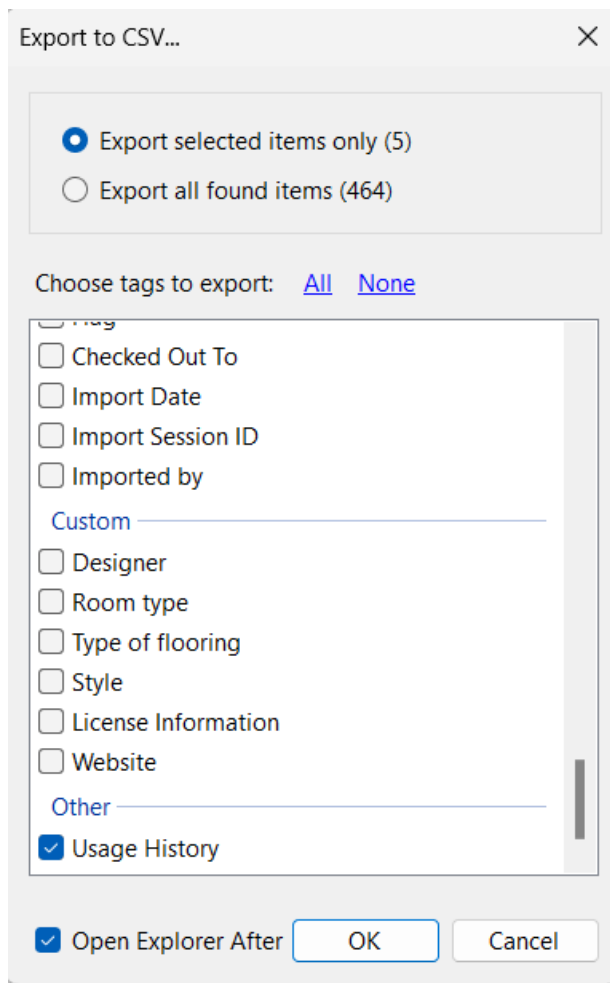 Export to CSV...
Export selected items only (5)
Export all found items (464)
Choose tags to export: All None
Checked Out To
Import Date
Import Session ID
Imported by
Custom
Designer
Room type
Type of flooring
Style
License Information
Website
Other
Usage History
Open Explorer After OK Cancel